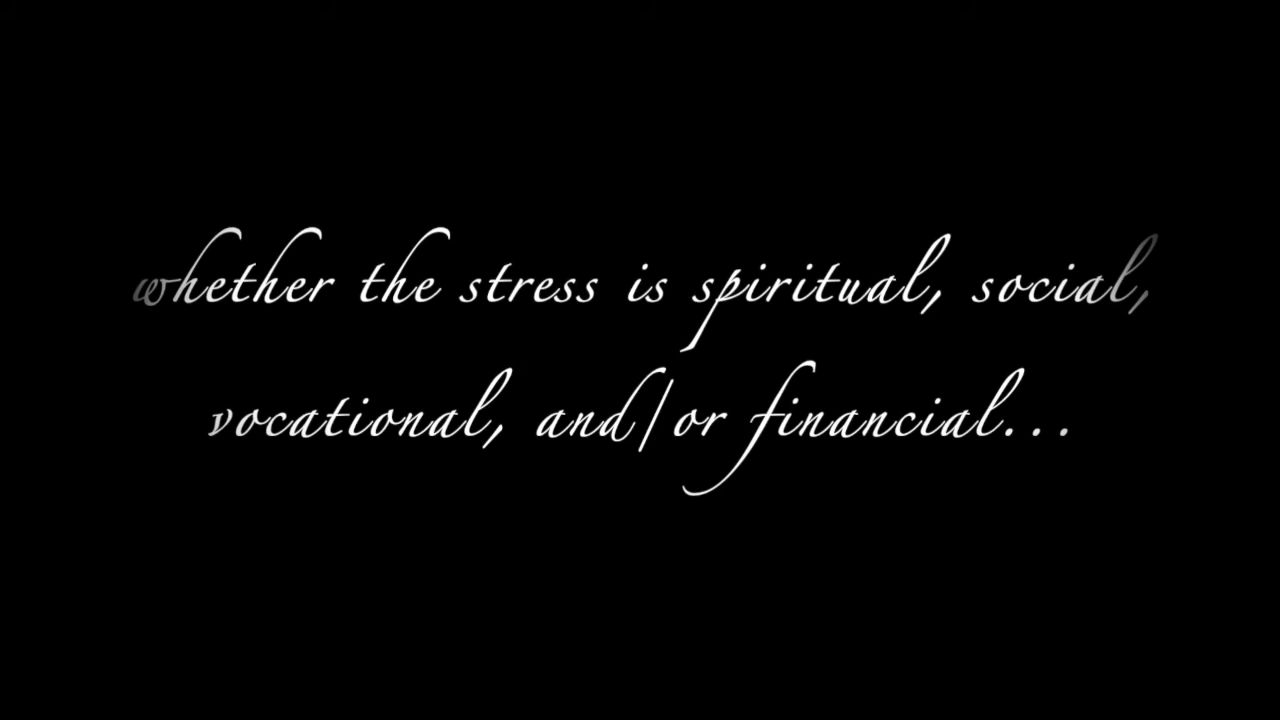 whether the stress is spiritual, social,
vocational, and/or financial...